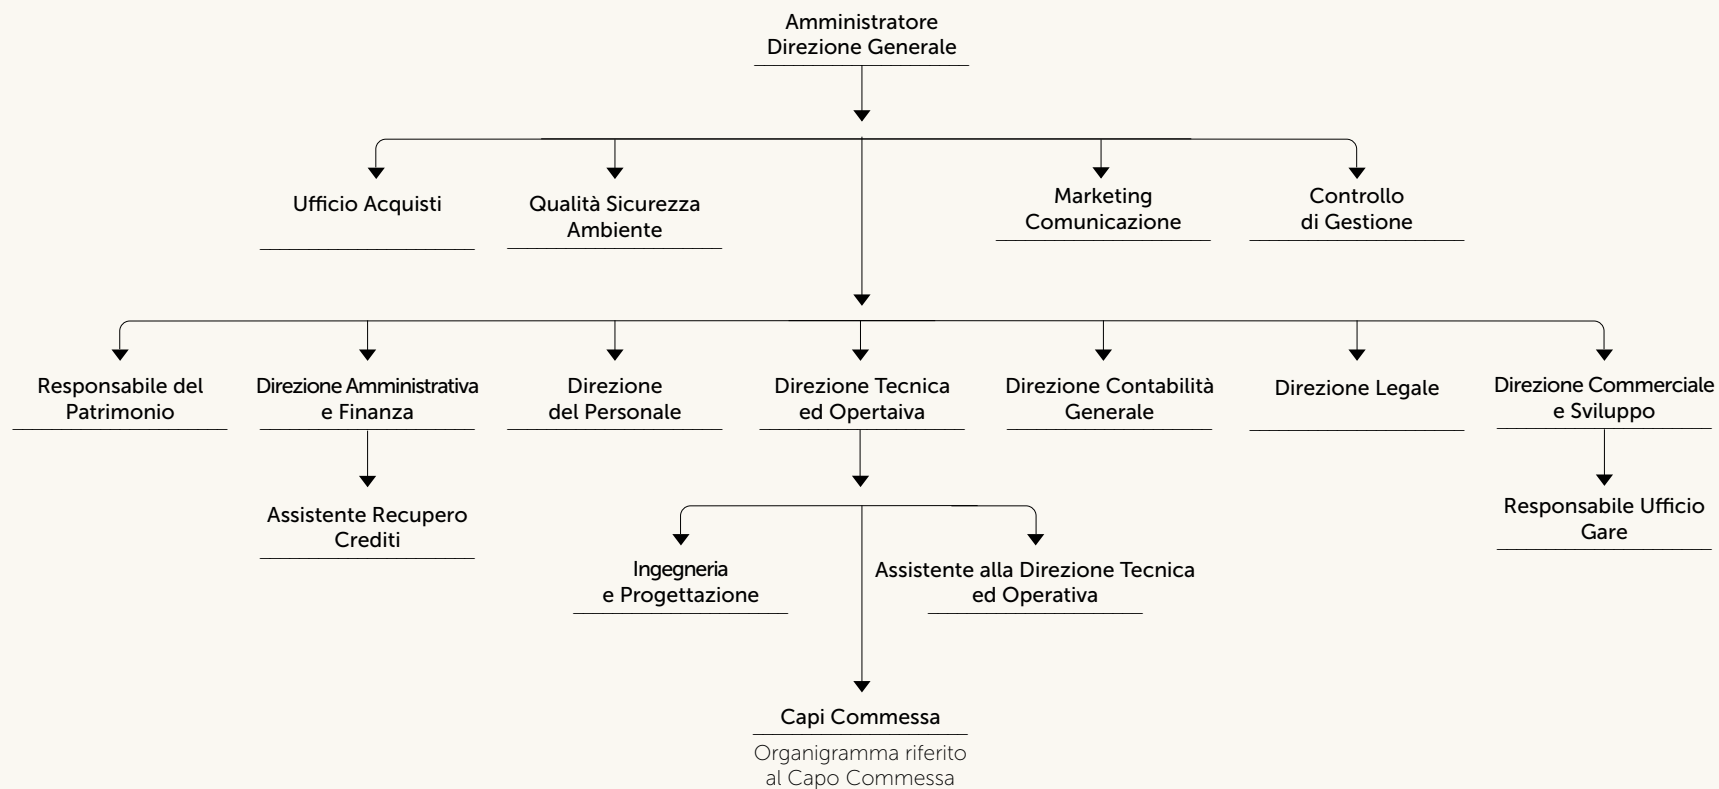 Amministratore
Direzione Generale
Ufficio Acquisti
Qualità Sicurezza
Ambiente
Marketing
Comunicazione
Controllo
di Gestione
Responsabile del
Patrimonio
Direzione Amministrativa
e Finanza
Direzione
del Personale
Direzione Tecnica
ed Opertaiva
Direzione Contabilità
Generale
Direzione Legale
Direzione Commerciale
e Sviluppo
Assistente Recupero
Crediti
Responsabile Ufficio
Gare
Ingegneria
e Progettazione
Assistente alla Direzione Tecnica
ed Operativa
Capi Commessa
Organigramma riferito
al Capo Commessa